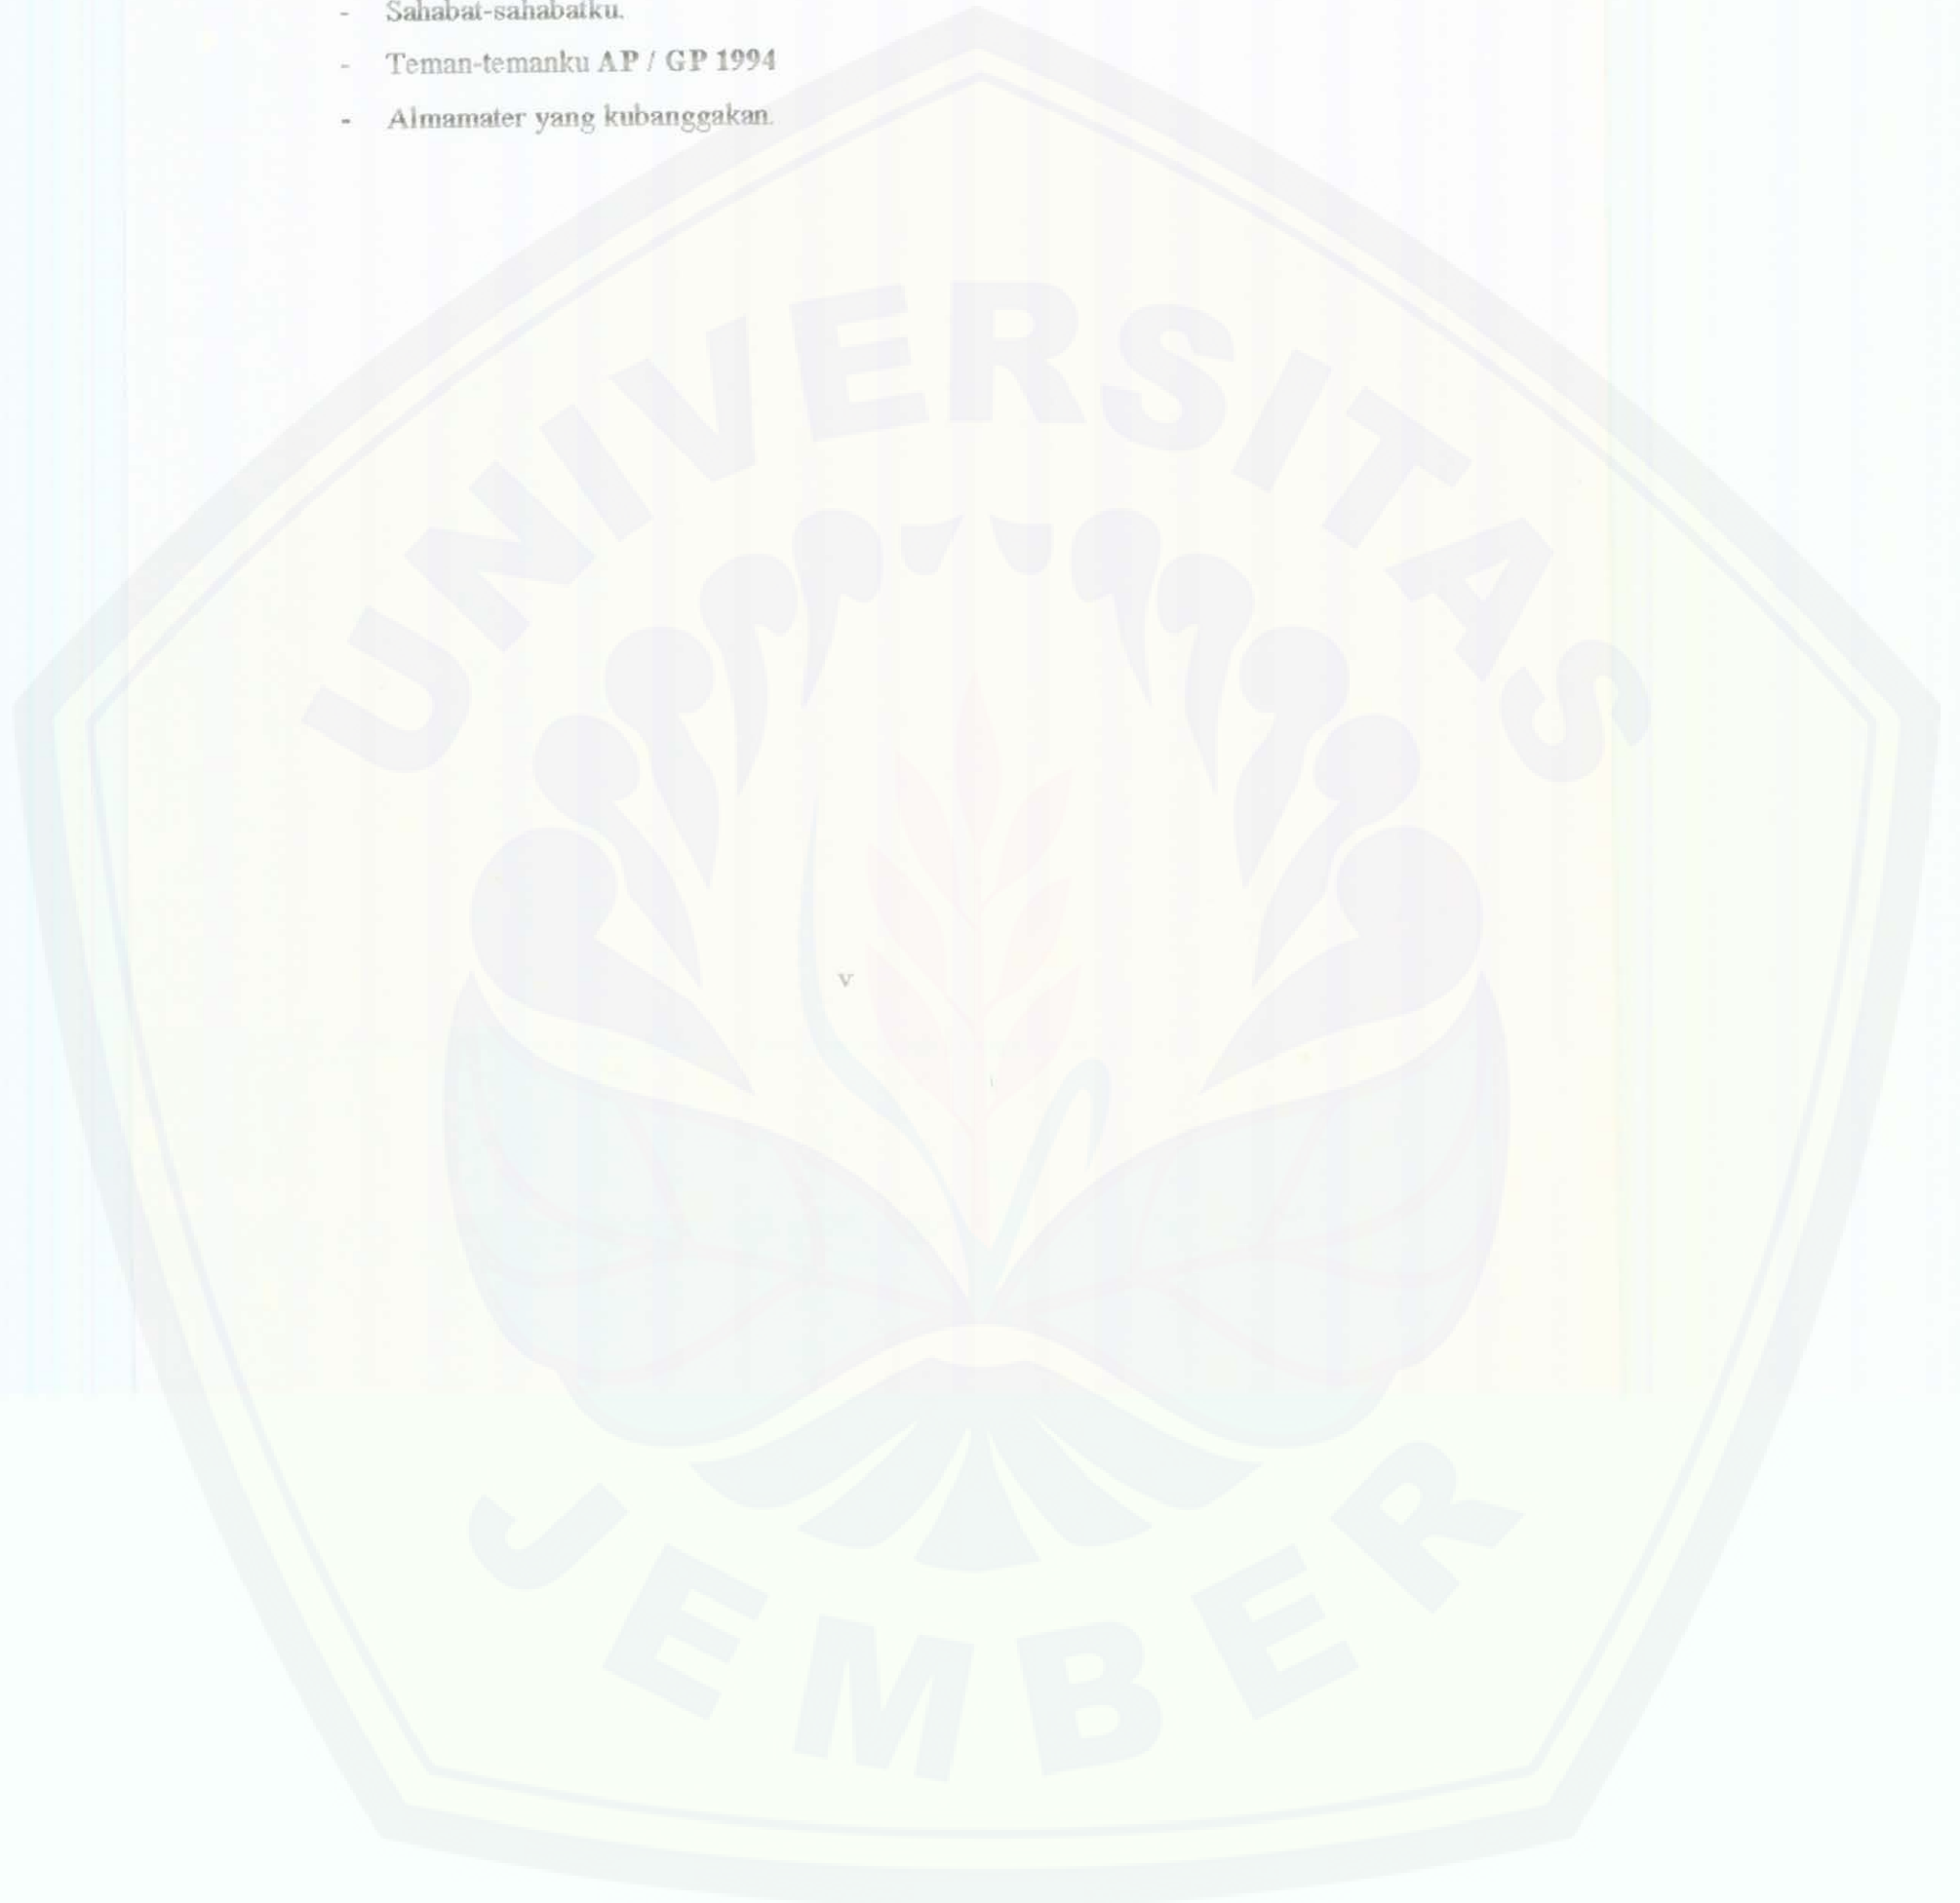 - Sahabat-sahabatku.
- Teman-temanku AP / GP 1994
- Almamater yang kubanggakan.
UNIVERSITAS
v
JEMBER